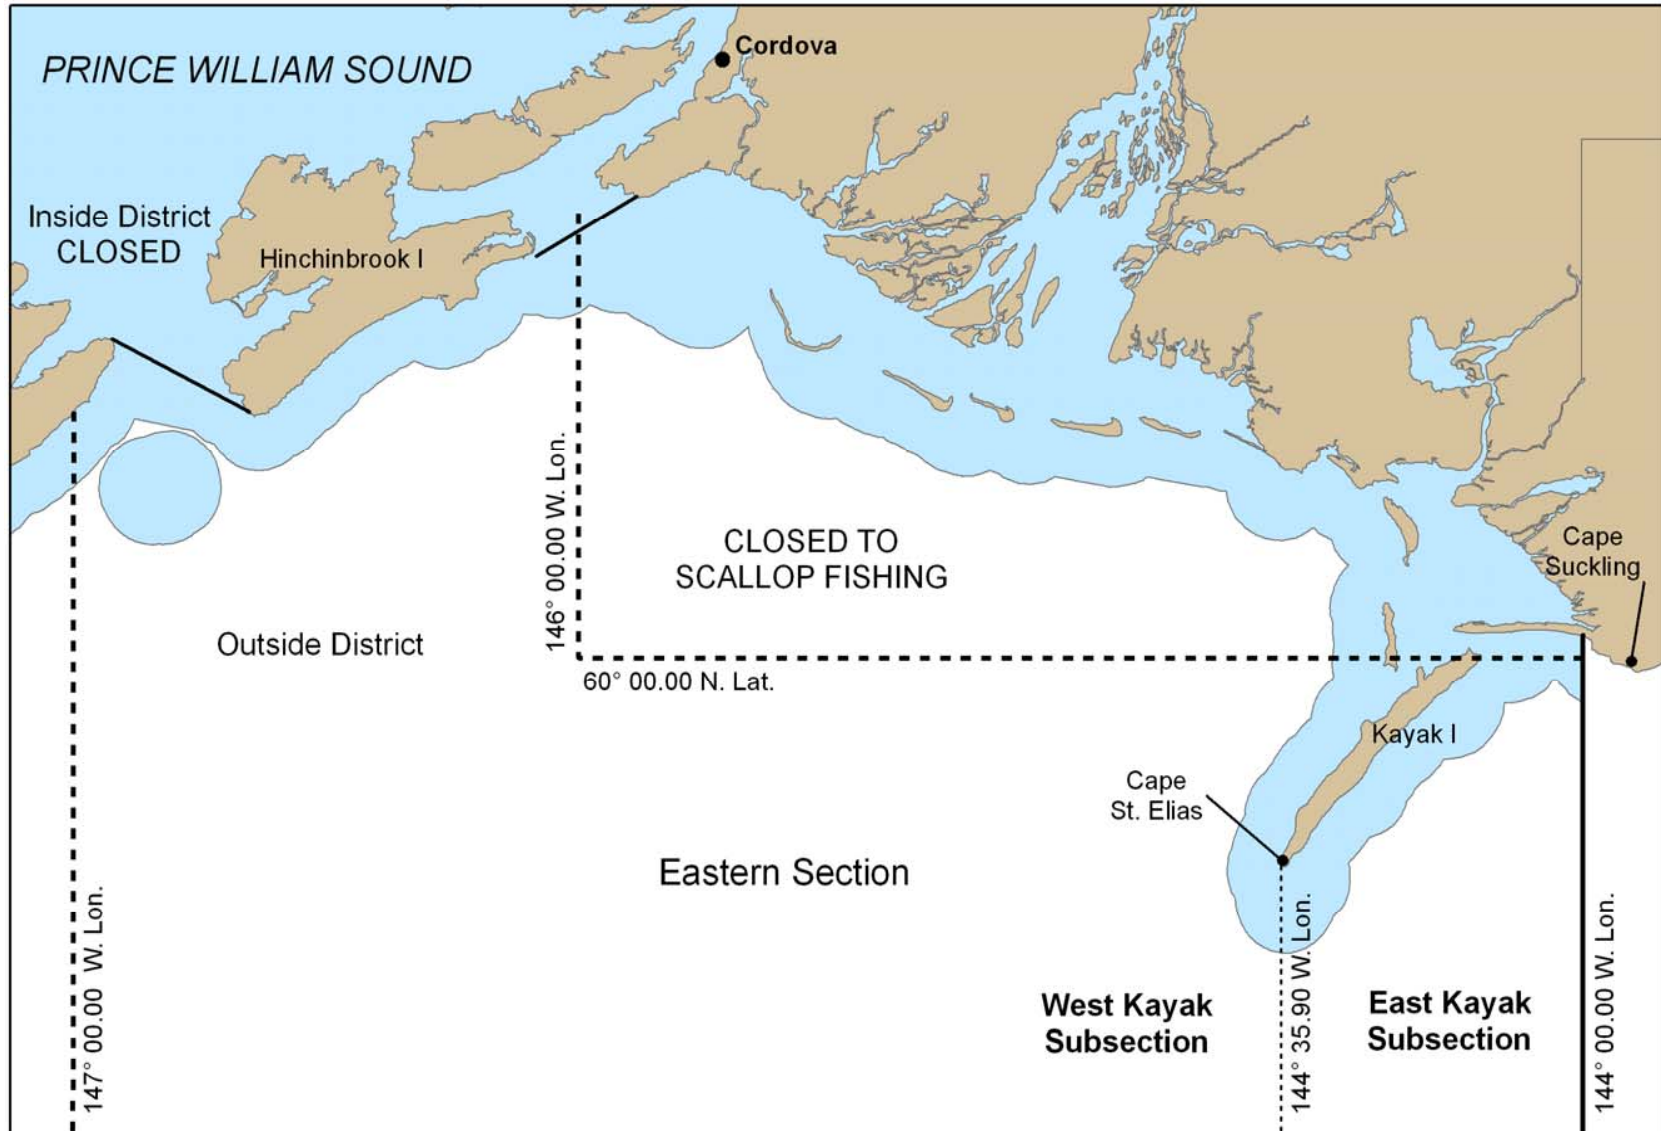 Cordova
PRINCE WILLIAM SOUND
Inside District
CLOSED
Hinchinbrook I
146° 00.00 W. Lon.
CLOSED TO
SCALLOP FISHING
Cape
Suckling
Outside District
60° 00.00 N. Lat.
Kayak I
Cape
St. Elias
Eastern Section
147° 00.00 W. Lon.
West Kayak
Subsection
144° 35.90 W. Lon.
East Kayak
Subsection
144° 00.00 W. Lon.